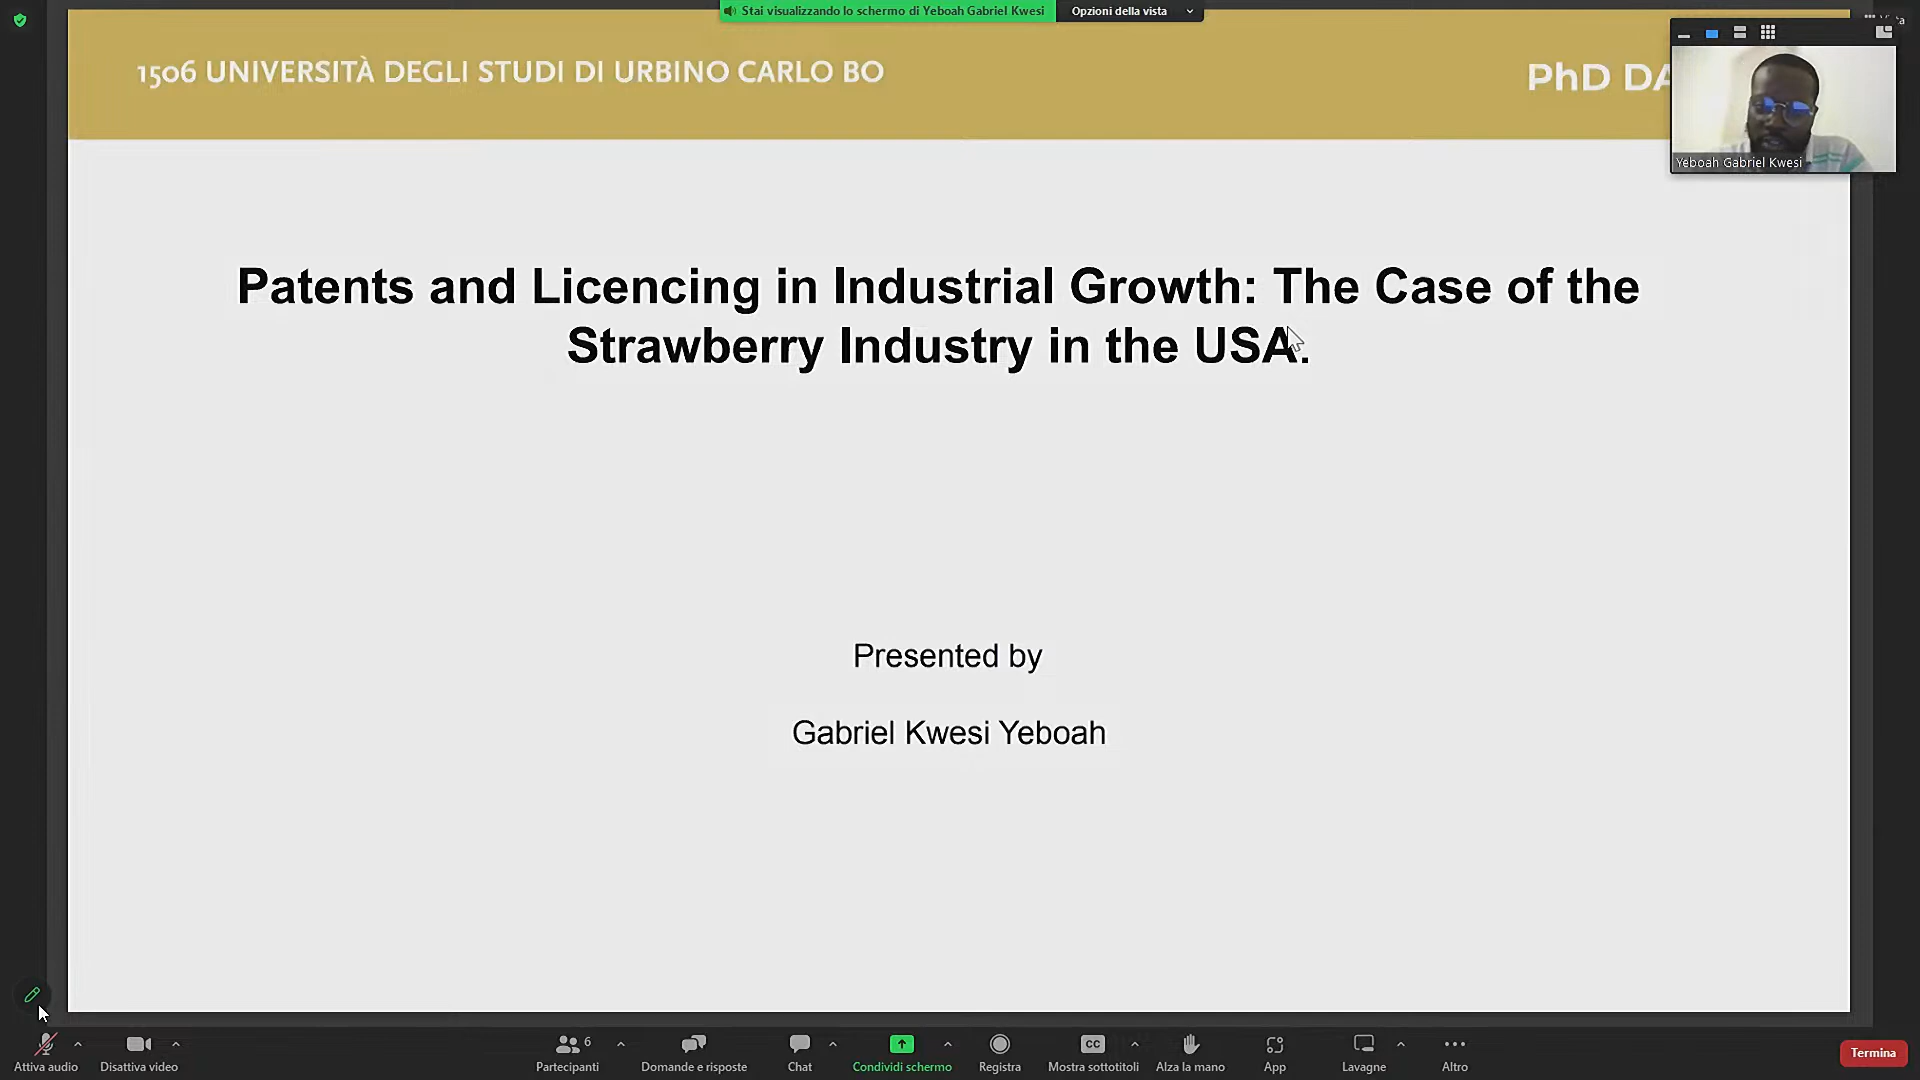 Stai visualizzando lo schermo di Yeboah Gabriel Kwesi
Opzioni della vista
1506 UNIVERSITÀ DEGLI STUDI DI URBINO CARLO BO
PhD DA
Yeboah Gabriel Kwesi
Patents and Licencing in Industrial Growth: The Case of the
Strawberry Industry in the USA.
Presented by
Gabriel Kwesi Yeboah
Attiva audio
Disattiva video
Partecipanti
6
Domande e risposte
Chat
Condividi schermo
Registra
CC
Mostra sottotitoli
Alza la mano
App
Lavagne
Altro
Termina